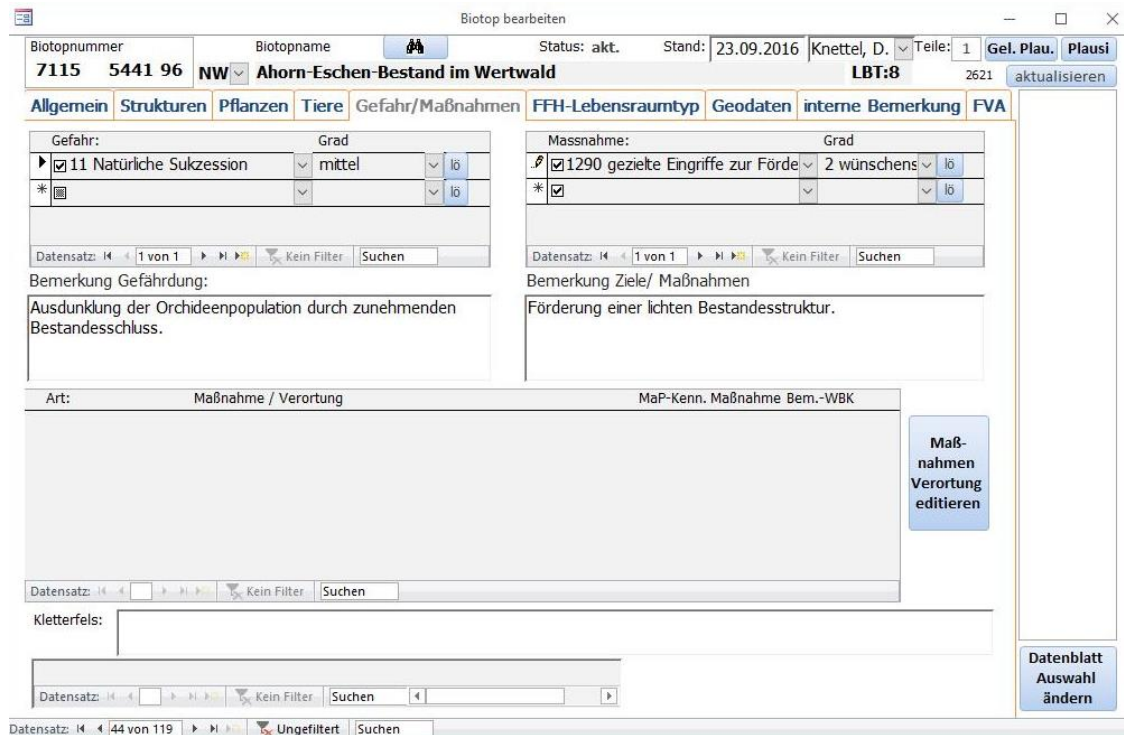 Biotop bearbeiten
Biotopnummer Biotopname Status: akt. Stand: 23.09.2016 Knettel, D. Teile: 1 Gel. Plau. Plausi
7115 5441 96 NW Ahorn-Eschen-Bestand im Wertwald LBT:8 2621 aktualisieren
Allgemein Strukturen Pflanzen Tiere Gefahr/Maßnahmen FFH-Lebensraumtyp Geodaten interne Bemerkung FVA
Gefahr: Grad Massnahme: Grad
11 Natürliche Sukzession mittel lö 1290 gezielte Eingriffe zur Förde 2 wünschens lö
lö lö
Datensatz: 1 von 1 Kein Filter Suchen Datensatz: 1 von 1 Kein Filter Suchen
Bemerkung Gefährdung: Bemerkung Ziele/ Maßnahmen
Ausdunklung der Orchideenpopulation durch zunehmenden Förderung einer lichten Bestandesstruktur.
Bestandesschluss.
Art: Maßnahme / Verortung MaP-Kenn. Maßnahme Bem.-WBK
Maß-
nahmen
Verortung
editieren
Datensatz: Kein Filter Suchen
Kletterfels:
Datenblatt
Auswahl
ändern
Datensatz: Kein Filter Suchen
Datensatz: 44 von 119 Ungefiltert Suchen